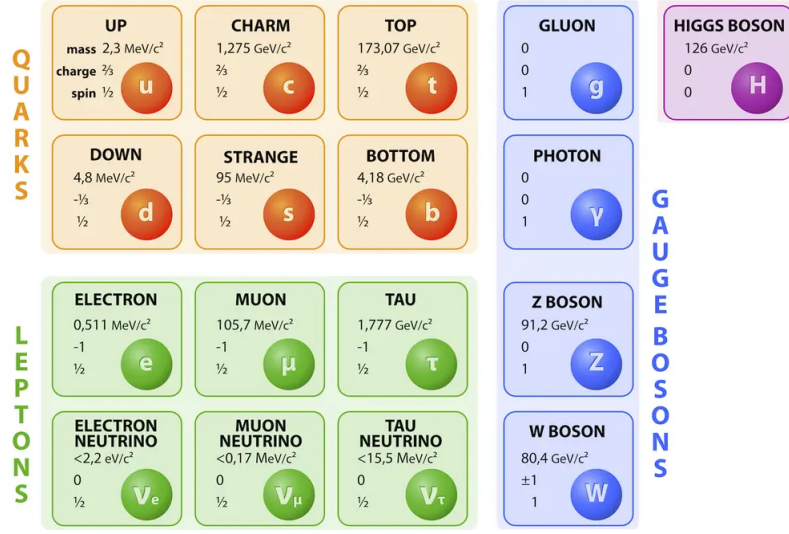 QUARKS
UP
mass 2,3 MeV/c²
charge ⅔
spin ½
u
CHARM
1,275 GeV/c²
⅔
½
c
TOP
173,07 GeV/c²
⅔
½
t
GLUON
0
0
1
g
HIGGS BOSON
126 GeV/c²
0
0
H
DOWN
4,8 MeV/c²
-⅓
½
d
STRANGE
95 MeV/c²
-⅓
½
s
BOTTOM
4,18 GeV/c²
-⅓
½
b
PHOTON
0
0
1
γ
GAUGE BOSONS
LEPTONS
ELECTRON
0,511 MeV/c²
-1
½
e
MUON
105,7 MeV/c²
-1
½
μ
TAU
1,777 GeV/c²
-1
½
τ
Z BOSON
91,2 GeV/c²
0
1
Z
ELECTRON
NEUTRINO
<2,2 eV/c²
0
½
νe
MUON
NEUTRINO
<0,17 MeV/c²
0
½
νμ
TAU
NEUTRINO
<15,5 MeV/c²
0
½
ντ
W BOSON
80,4 GeV/c²
±1
1
W